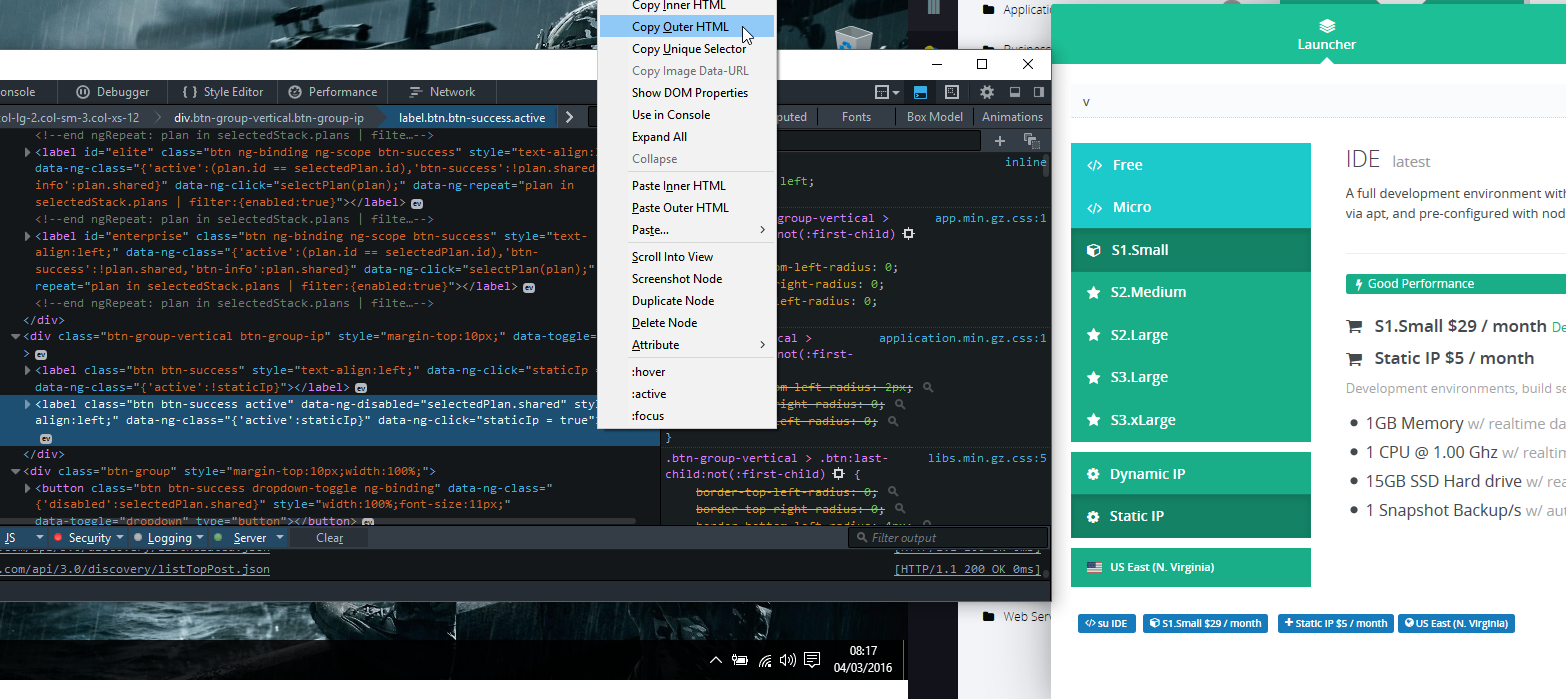 Copy Inner HTML
Copy Outer HTML
Copy Unique Selector
Copy Image Data-URL
Show DOM Properties
Use in Console
Expand All
Collapse
Paste Inner HTML
Paste Outer HTML
Paste...
Scroll Into View
Screenshot Node
Duplicate Node
Delete Node
Attribute
:hover
:active
:focus
onsole
Debugger
{ } Style Editor
Performance
Network
ol-lg-2.col-sm-3.col-xs-12
div.btn-group-vertical.btn-group-ip
label.btn.btn-success.active
<!--end ngRepeat: plan in selectedStack.plans | filte…-->
<label id="elite" class="btn ng-binding ng-scope btn-success" style="text-align:
data-ng-class="{'active':(plan.id == selectedPlan.id),'btn-success':!plan.shared
info':plan.shared}" data-ng-click="selectPlan(plan);" data-repeat="plan in
selectedStack.plans | filter:{enabled:true}"></label> ev
<!--end ngRepeat: plan in selectedStack.plans | filte…-->
<label id="enterprise" class="btn ng-binding ng-scope btn-success" style="text-
align:left;" data-ng-class="{'active':(plan.id == selectedPlan.id),'btn-
success':!plan.shared,'btn-info':plan.shared}" data-ng-click="selectPlan(plan);"
repeat="plan in selectedStack.plans | filter:{enabled:true}"></label> ev
<!--end ngRepeat: plan in selectedStack.plans | filte…-->
</div>
<div class="btn-group-vertical btn-group-ip" style="margin-top:10px;" data-toggle=
> ev
<label class="btn btn-success" style="text-align:left;" data-ng-click="staticIp =
data-ng-class="{'active':!staticIp}"></label> ev
<label class="btn btn-success active" data-ng-disabled="selectedPlan.shared" sty
align:left;" data-ng-class="{'active':staticIp}" data-ng-click="staticIp = true"
ev
</div>
<div class="btn-group" style="margin-top:10px;width:100%;">
<button class="btn btn-success dropdown-toggle ng-binding" data-ng-class="
{'disabled':selectedPlan.shared}" style="width:100%;font-size:11px;"
data-toggle="dropdown" type="button"></button> ev
puted
Fonts
Box Model
Animations
inline
left;
group-vertical > app.min.gz.css:1
not(:first-child)
om-left-radius: 0;
right-radius: 0;
left-radius: 0;
cal > application.min.gz.css:1
not(:first-
om-left-radius: 2px;
right-radius: 0;
left-radius: 0;
}
.btn-group-vertical > .btn:last- libs.min.gz.css:5
child:not(:first-child) {
border-top-left-radius: 0;
border-top-right-radius: 0;
border-bottom-left-radius: 4px;
JS
Security
Logging
Server
Clear
Filter output
[HTTP/1.1 200 OK 0ms]
.com/api/3.0/discovery/listTopPost.json
[HTTP/1.1 200 OK 0ms]
08:17
04/03/2016
Applicati
Business
Web Serv
Launcher
v
Free
Micro
S1.Small
S2.Medium
S2.Large
S3.Large
S3.xLarge
Dynamic IP
Static IP
US East (N. Virginia)
IDE latest
A full development environment with
via apt, and pre-configured with nod
Good Performance
S1.Small $29 / month De
Static IP $5 / month
Development environments, build se
1GB Memory w/ realtime da
1 CPU @ 1.00 Ghz w/ realtim
15GB SSD Hard drive w/ rea
1 Snapshot Backup/s w/ aut
su IDE
S1.Small $29 / month
Static IP $5 / month
US East (N. Virginia)